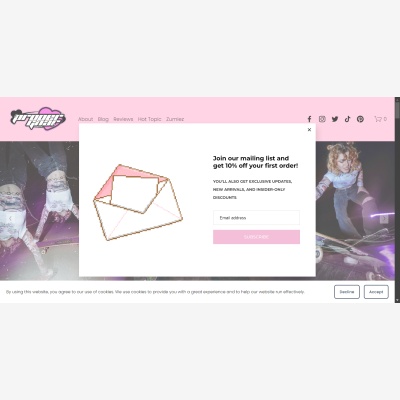 About Blog Reviews Hot Topic Zumiez
0
×
Join our mailing list and
get 10% off your first order!
YOU'LL ALSO GET EXCLUSIVE UPDATES,
NEW ARRIVALS, AND INSIDER-ONLY
DISCOUNTS
Email address
SUBSCRIBE
By using this website, you agree to our use of cookies. We use cookies to provide you with a great experience and to help our website run effectively.
Decline
Accept